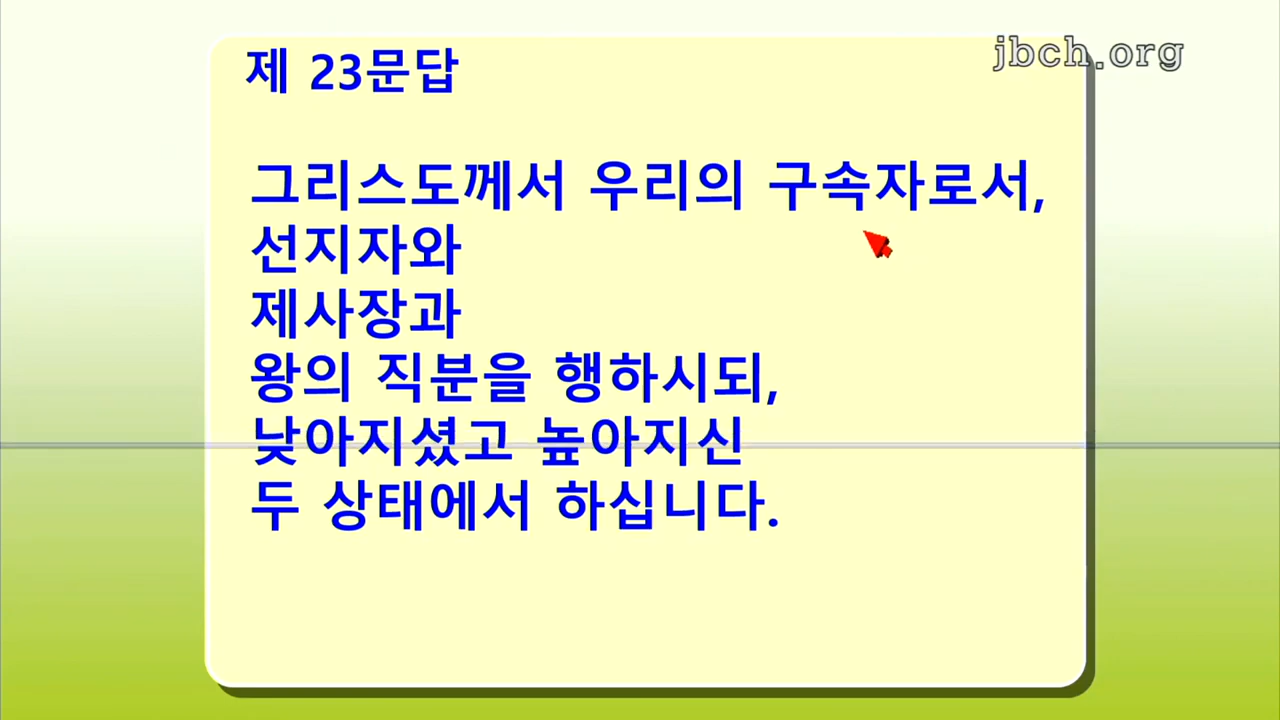 jbch.org
제 23문답
그리스도께서 우리의 구속자로서,
선지자와
제사장과
왕의 직분을 행하시되,
낮아지셨고 높아지신
두 상태에서 하십니다.